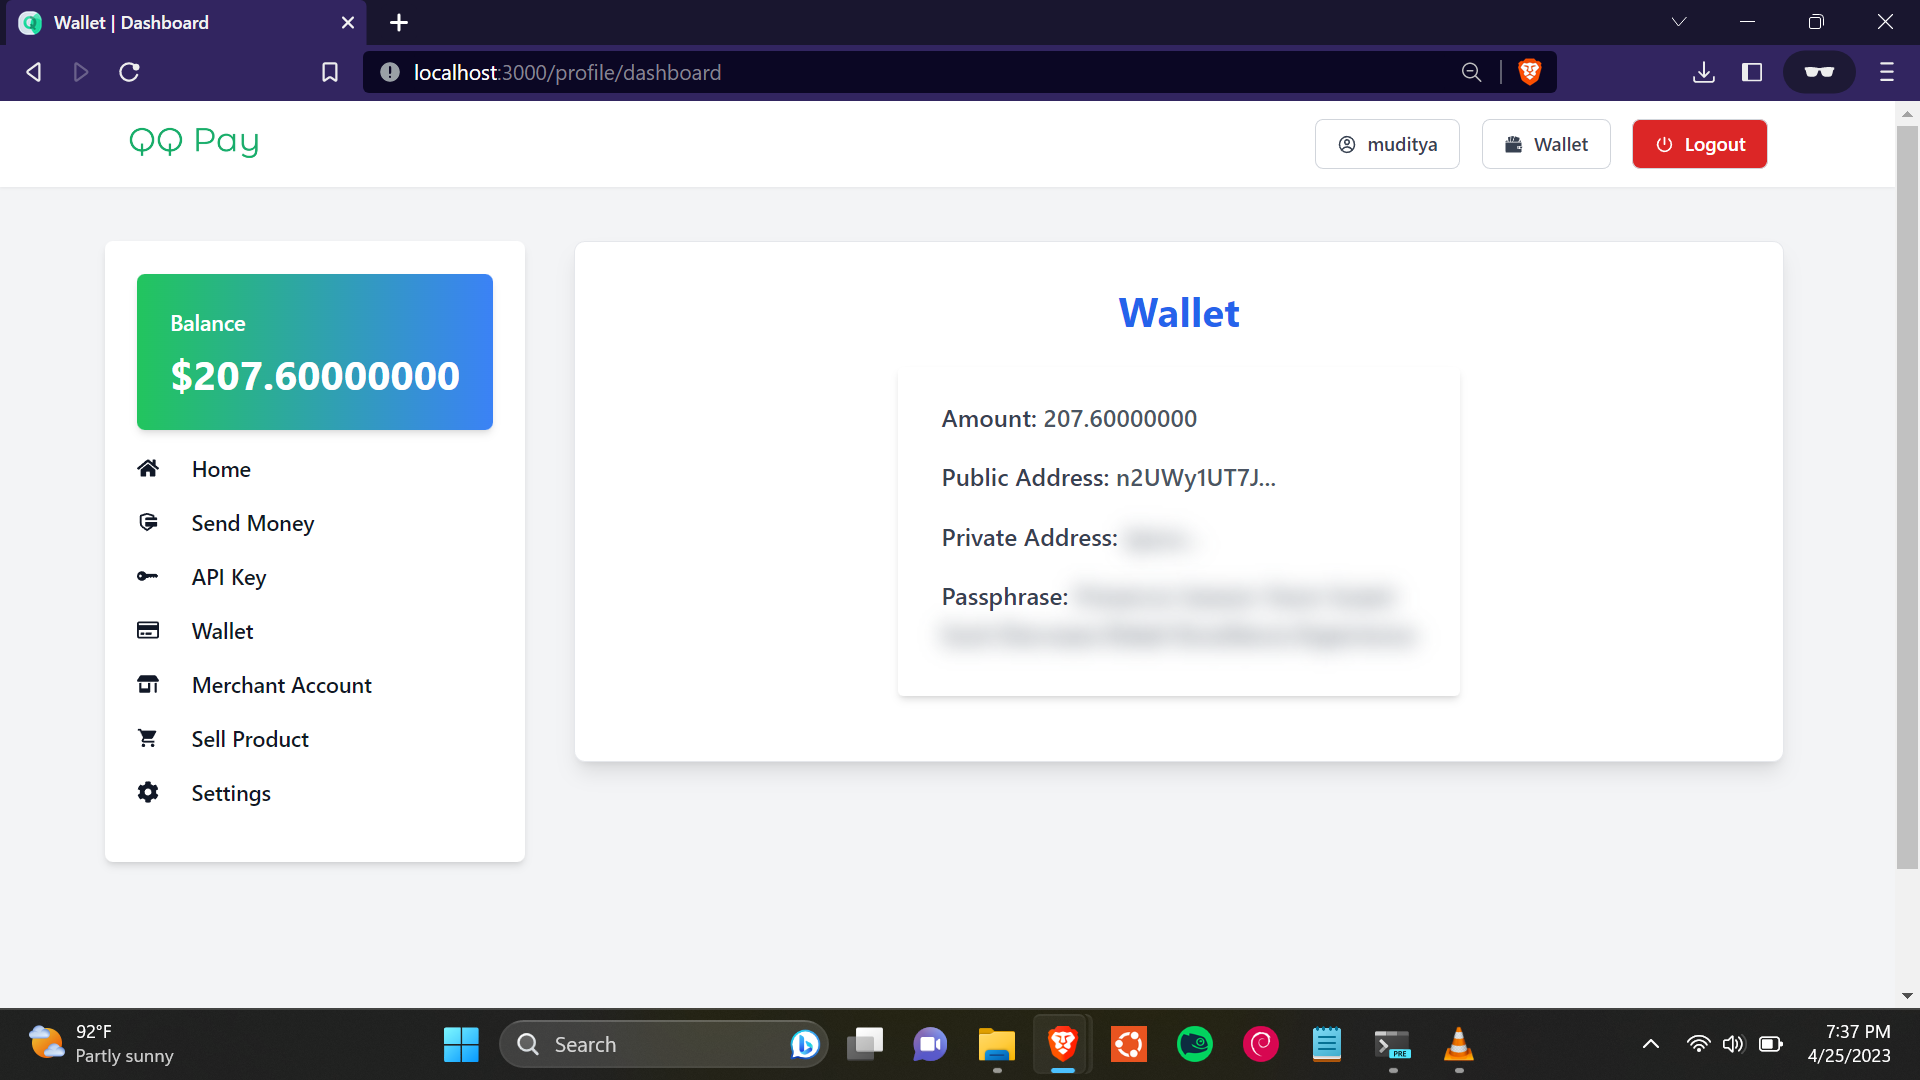 Wallet | Dashboard
localhost:3000/profile/dashboard
QQ Pay
muditya
Wallet
Logout
Balance
$207.60000000
Home
Send Money
API Key
Wallet
Merchant Account
Sell Product
Settings
Wallet
Amount: 207.60000000
Public Address: n2UWy1UT7J...
Private Address:
Passphrase:
92°F
Partly sunny
Search
PRE
7:37 PM
4/25/2023